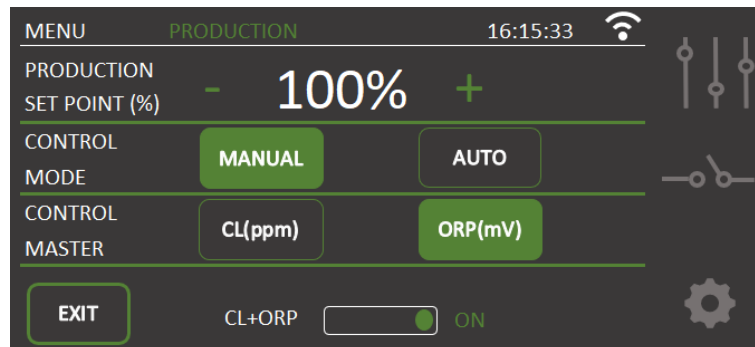 MENU PRODUCTION 16:15:33
PRODUCTION
SET POINT (%) - 100% +
CONTROL
MODE MANUAL AUTO
CONTROL
MASTER CL(ppm) ORP(mV)
EXIT CL+ORP ON